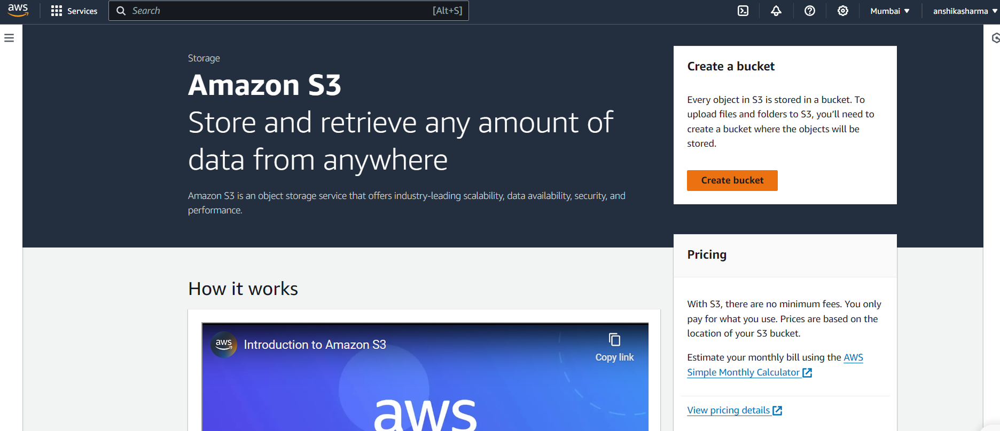 aws
Services
Search
[Alt+S]
Mumbai
anshikasharma
Storage
Amazon S3
Store and retrieve any amount of
data from anywhere
Amazon S3 is an object storage service that offers industry-leading scalability, data availability, security, and
performance.
Create a bucket
Every object in S3 is stored in a bucket. To
upload files and folders to S3, you’ll need to
create a bucket where the objects will be
stored.
Create bucket
How it works
aws
Introduction to Amazon S3
Copy link
aws
Pricing
With S3, there are no minimum fees. You only
pay for what you use. Prices are based on the
location of your S3 bucket.
Estimate your monthly bill using the AWS
Simple Monthly Calculator
View pricing details